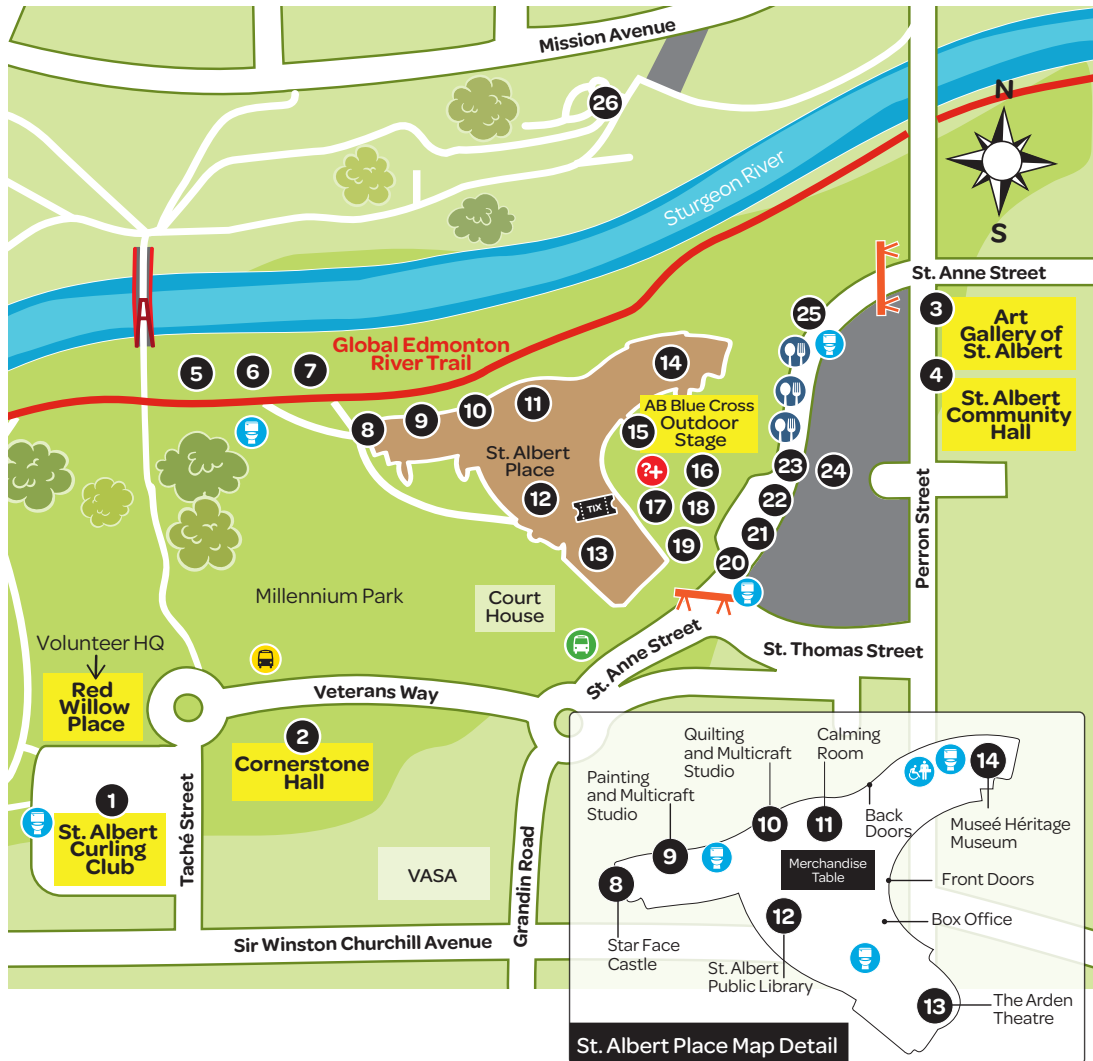 Mission Avenue
26
N
S
Sturgeon River
St. Anne Street
25
3
Art
Gallery of
St. Albert
4
St. Albert
Community
Hall
Global Edmonton
River Trail
5
6
7
14
8
9
10
11
AB Blue Cross
Outdoor
Stage
15
St. Albert
Place
?+
16
23
24
12
TIX
17
18
22
13
19
21
20
Perron Street
Millennium Park
Court
House
St. Anne Street
St. Thomas Street
Volunteer HQ
Red
Willow
Place
Veterans Way
2
Cornerstone
Hall
1
St. Albert
Curling
Club
Taché Street
VASA
Grandin Road
Sir Winston Churchill Avenue
Quilting
and Multicraft
Studio
Calming
Room
Painting
and Multicraft
Studio
14
10
11
Back
Doors
Museé Héritage
Museum
9
Merchandise
Table
8
Front Doors
12
Box Office
Star Face
Castle
St. Albert
Public Library
13
The Arden
Theatre
St. Albert Place Map Detail